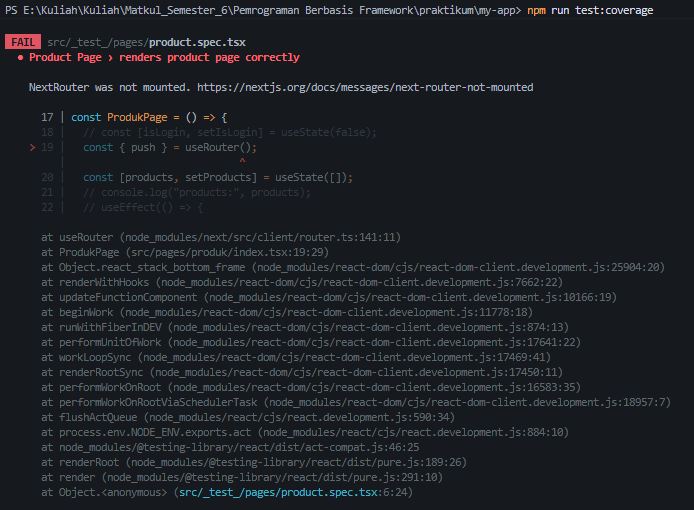 PS E:\Kuliah\Kuliah\Matkul_Semester_6\Pemrograman Berbasis Framework\praktikum\my-app> npm run test:coverage
FAIL src/_test_/pages/product.spec.tsx
● Product Page › renders product page correctly
NextRouter was not mounted. https://nextjs.org/docs/messages/next-router-not-mounted
17 | const ProdukPage = () => {
18 | // const [isLogin, setIsLogin] = useState(false);
> 19 | const { push } = useRouter();
| ^
20 | const [products, setProducts] = useState([]);
21 | // console.log("products:", products);
22 | // useEffect(() => {
at useRouter (node_modules/next/src/client/router.ts:141:11)
at ProdukPage (src/pages/produk/index.tsx:19:29)
at Object.react_stack_bottom_frame (node_modules/react-dom/cjs/react-dom-client.development.js:25904:20)
at renderWithHooks (node_modules/react-dom/cjs/react-dom-client.development.js:7662:22)
at updateFunctionComponent (node_modules/react-dom/cjs/react-dom-client.development.js:10166:19)
at beginWork (node_modules/react-dom/cjs/react-dom-client.development.js:11778:18)
at runWithFiberInDEV (node_modules/react-dom/cjs/react-dom-client.development.js:874:13)
at performUnitOfWork (node_modules/react-dom/cjs/react-dom-client.development.js:17641:22)
at workLoopSync (node_modules/react-dom/cjs/react-dom-client.development.js:17469:41)
at renderRootSync (node_modules/react-dom/cjs/react-dom-client.development.js:17450:11)
at performWorkOnRoot (node_modules/react-dom/cjs/react-dom-client.development.js:16583:35)
at performWorkOnRootViaSchedulerTask (node_modules/react-dom/cjs/react-dom-client.development.js:18957:7)
at flushActQueue (node_modules/react/cjs/react.development.js:590:34)
at process.env.NODE_ENV.exports.act (node_modules/react/cjs/react.development.js:884:10)
at node_modules/@testing-library/react/dist/act-compat.js:46:25
at renderRoot (node_modules/@testing-library/react/dist/pure.js:189:26)
at render (node_modules/@testing-library/react/dist/pure.js:291:10)
at Object.<anonymous> (src/_test_/pages/product.spec.tsx:6:24)